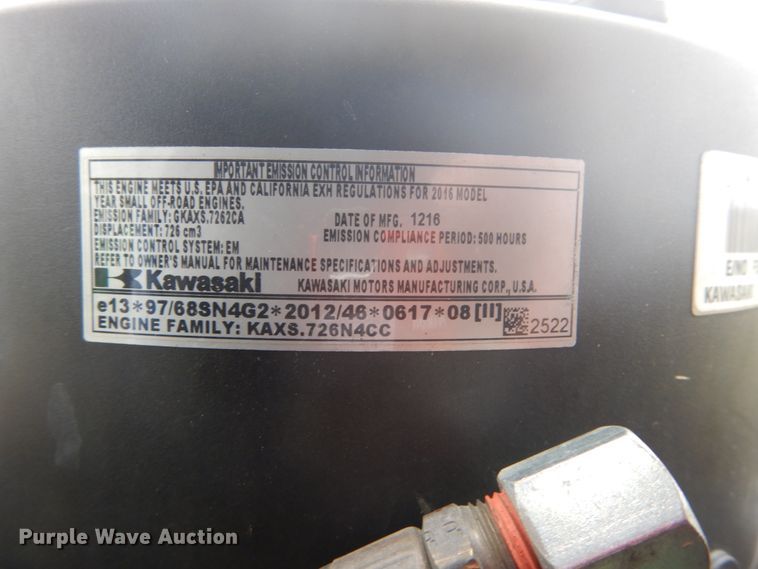 IMPORTANT EMISSION CONTROL INFORMATION
THIS ENGINE MEETS U.S. EPA AND CALIFORNIA EXH REGULATIONS FOR 2016 MODEL
YEAR SMALL OFF-ROAD ENGINES.
EMISSION FAMILY: GKAXS.7262CA DATE OF MFG. 1216
DISPLACEMENT: 726 cm3 EMISSION COMPLIANCE PERIOD: 500 HOURS
EMISSION CONTROL SYSTEM: EM
REFER TO OWNER'S MANUAL FOR MAINTENANCE SPECIFICATIONS AND ADJUSTMENTS.
Kawasaki KAWASAKI MOTORS MANUFACTURING CORP., U.S.A.
e13*97/68SN4G2*2012/46*0617*08 [II]
ENGINE FAMILY: KAXS.726N4CC 2522
E/NO
KAWASAKI
Purple Wave Auction